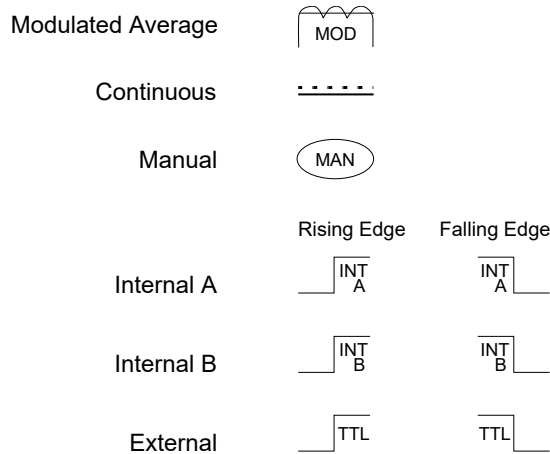 Modulated Average MOD
Continuous
Manual MAN
Rising Edge Falling Edge
Internal A INT A INT A
Internal B INT B INT B
External TTL TTL